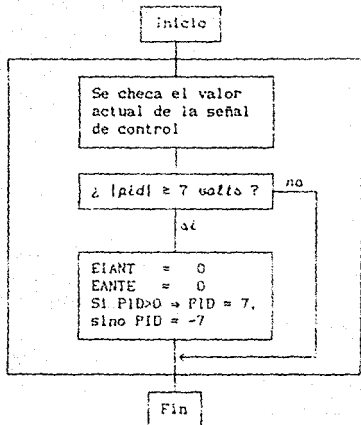 Inicio
Se checa el valor
actual de la señal
de control
¿ |pid| ≥ 7 volts ?
no
si
EIANT = 0
EANTE = 0
Si PID>0 ⇒ PID = 7,
sino PID = -7
Fin